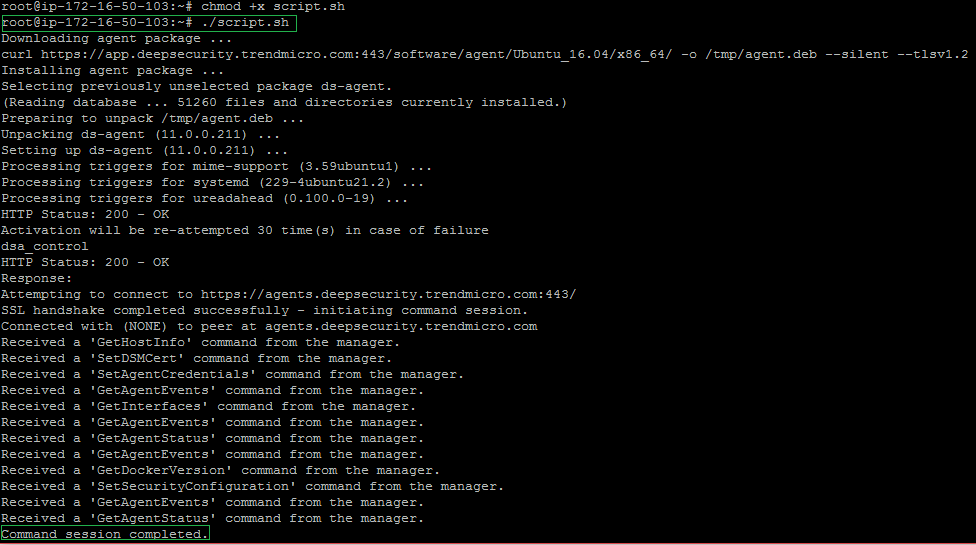 root@ip-172-16-50-103:~# chmod +x script.sh
root@ip-172-16-50-103:~# ./script.sh
Downloading agent package ...
curl https://app.deepsecurity.trendmicro.com:443/software/agent/Ubuntu_16.04/x86_64/ -o /tmp/agent.deb --silent --tlsv1.2
Installing agent package ...
Selecting previously unselected package ds-agent.
(Reading database ... 51260 files and directories currently installed.)
Preparing to unpack /tmp/agent.deb ...
Unpacking ds-agent (11.0.0.211) ...
Setting up ds-agent (11.0.0.211) ...
Processing triggers for mime-support (3.59ubuntu1) ...
Processing triggers for systemd (229-4ubuntu21.2) ...
Processing triggers for ureadahead (0.100.0-19) ...
HTTP Status: 200 - OK
Activation will be re-attempted 30 time(s) in case of failure
dsa_control
HTTP Status: 200 - OK
Response:
Attempting to connect to https://agents.deepsecurity.trendmicro.com:443/
SSL handshake completed successfully - initiating command session.
Connected with (NONE) to peer at agents.deepsecurity.trendmicro.com
Received a 'GetHostInfo' command from the manager.
Received a 'SetDSMCert' command from the manager.
Received a 'SetAgentCredentials' command from the manager.
Received a 'GetAgentEvents' command from the manager.
Received a 'GetInterfaces' command from the manager.
Received a 'GetAgentEvents' command from the manager.
Received a 'GetAgentStatus' command from the manager.
Received a 'GetAgentEvents' command from the manager.
Received a 'GetDockerVersion' command from the manager.
Received a 'SetSecurityConfiguration' command from the manager.
Received a 'GetAgentEvents' command from the manager.
Received a 'GetAgentStatus' command from the manager.
Command session completed.